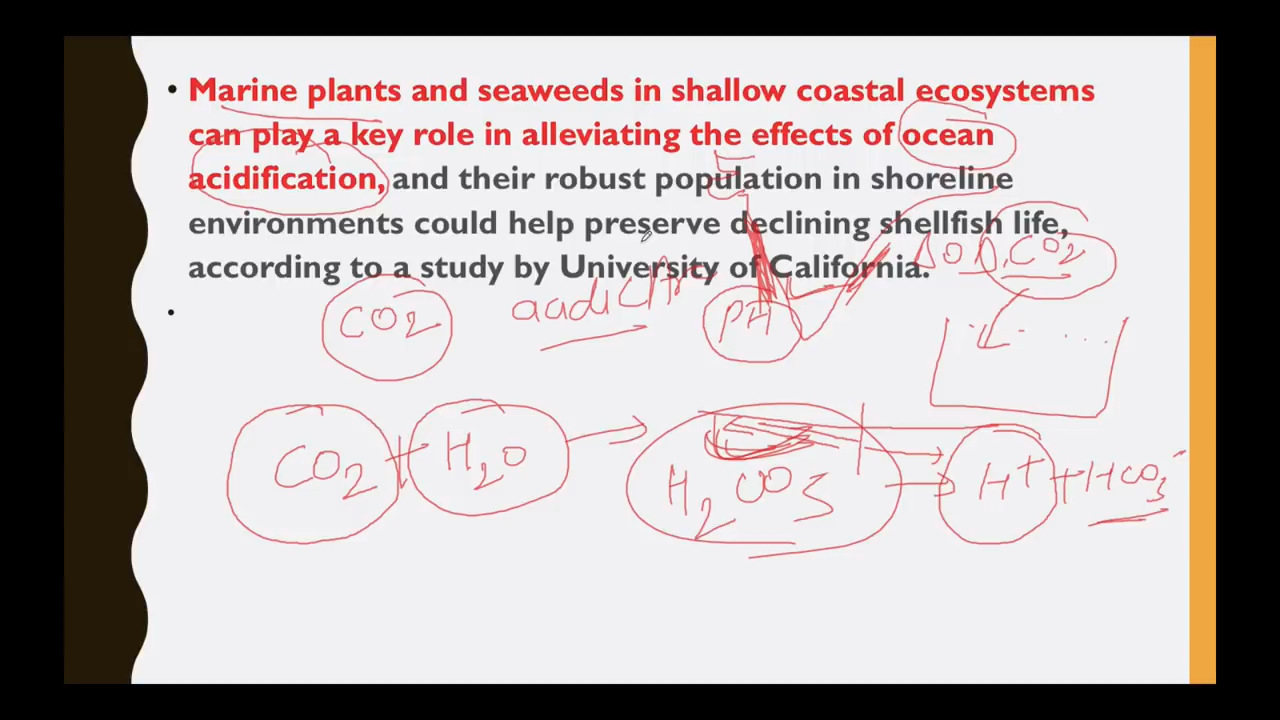 • Marine plants and seaweeds in shallow coastal ecosystems
can play a key role in alleviating the effects of ocean
acidification, and their robust population in shoreline
environments could help preserve declining shellfish life,
according to a study by University of California.
•
CO2
PH
CO2
CO2 + H2O → H2CO3 → H+ + HCO3-